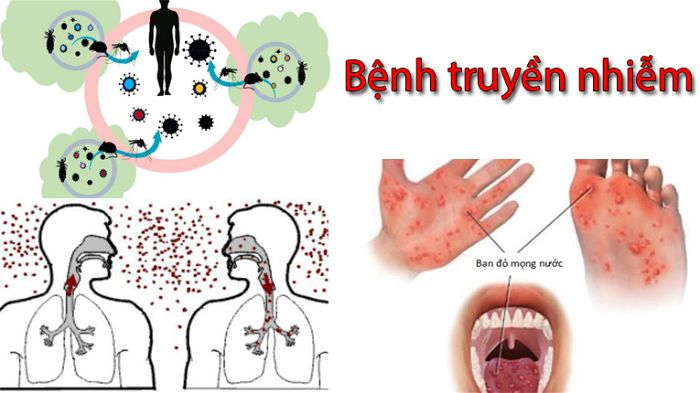 Bệnh truyền nhiễm
Ban đỏ mọng nước